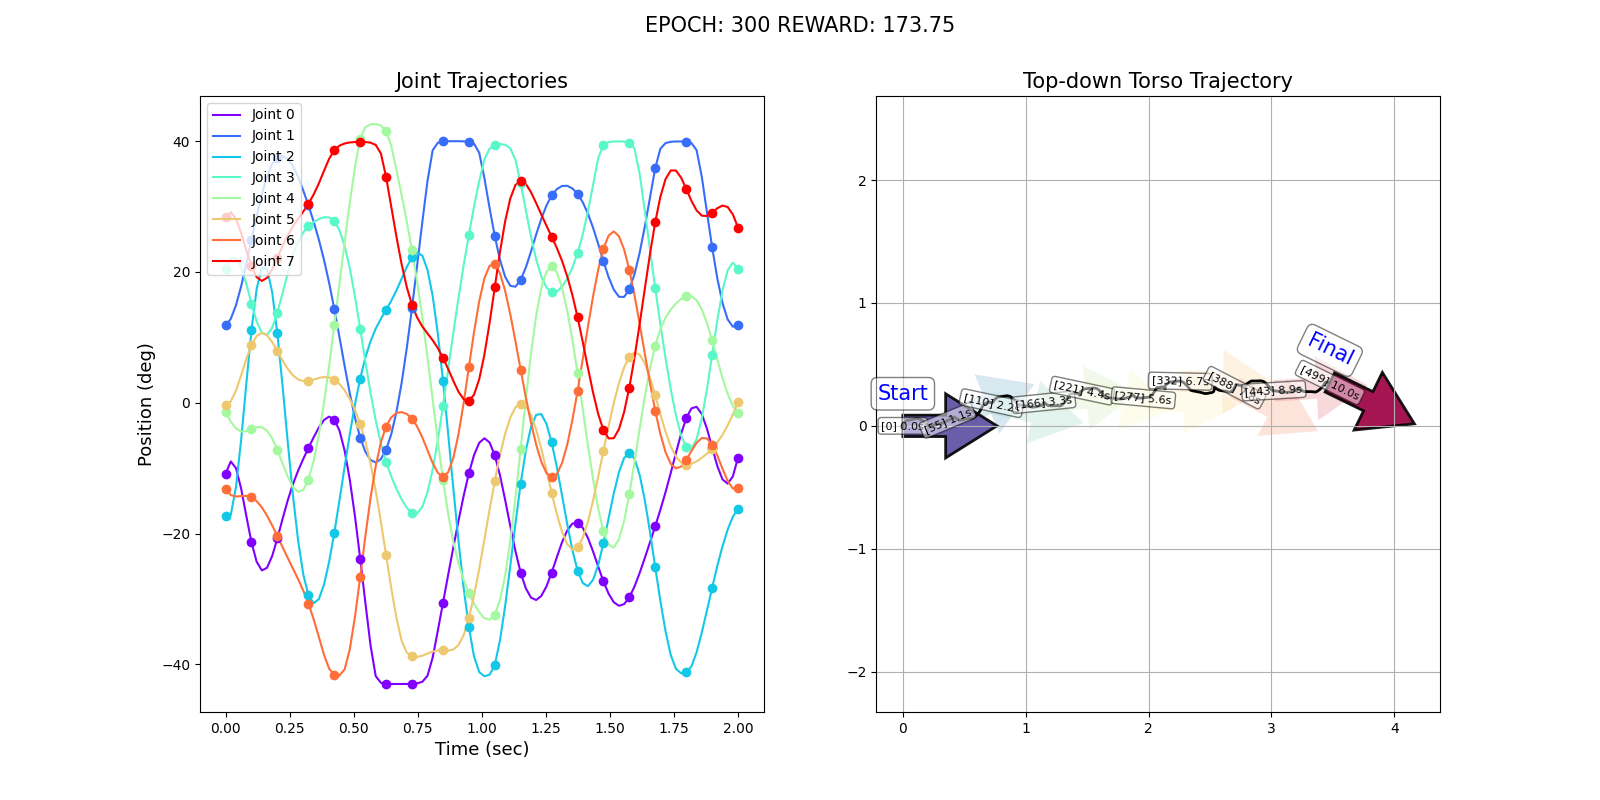 EPOCH: 300 REWARD: 173.75
Joint Trajectories
Joint 0
Joint 1
Joint 2
Joint 3
Joint 4
Joint 5
Joint 6
Joint 7
40
20
0
−20
−40
Position (deg)
0.00 0.25 0.50 0.75 1.00 1.25 1.50 1.75 2.00
Time (sec)
Top-down Torso Trajectory
2
1
0
−1
−2
0 1 2 3 4
Start
[0] 0.0s
[55] 1.1s
[110] 2.2s
[166] 3.3s
[221] 4.4s
[277] 5.6s
[332] 6.7s
[388]
[443] 8.9s
[499] 10.0s
Final